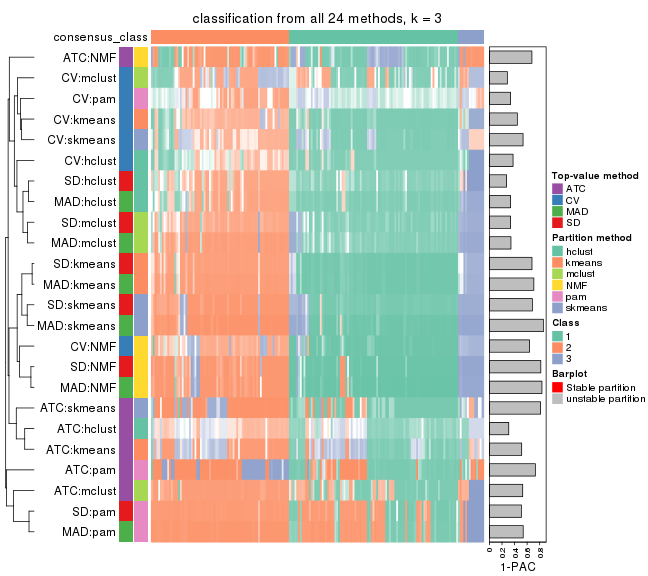 classification from all 24 methods, k = 3
consensus_class
ATC:NMF
CV:mclust
CV:pam
CV:kmeans
CV:skmeans
CV:hclust
SD:hclust
MAD:hclust
SD:mclust
MAD:mclust
SD:kmeans
MAD:kmeans
SD:skmeans
MAD:skmeans
CV:NMF
SD:NMF
MAD:NMF
ATC:skmeans
ATC:hclust
ATC:kmeans
ATC:pam
ATC:mclust
SD:pam
MAD:pam
0 0.2 0.4 0.6 0.8
1-PAC
Top-value method
ATC
CV
MAD
SD
Partition method
hclust
kmeans
mclust
NMF
pam
skmeans
Class
1
2
3
Barplot
Stable partition
unstable partition